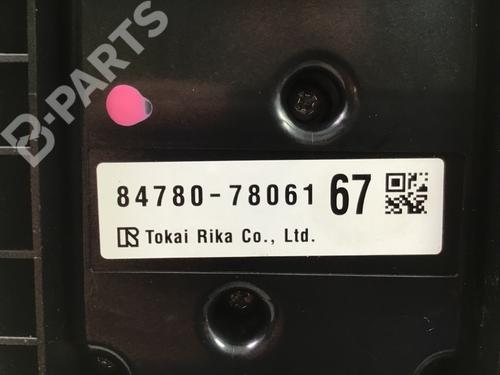 B-PARTS
84780-78061 67
Tokai Rika Co., Ltd.